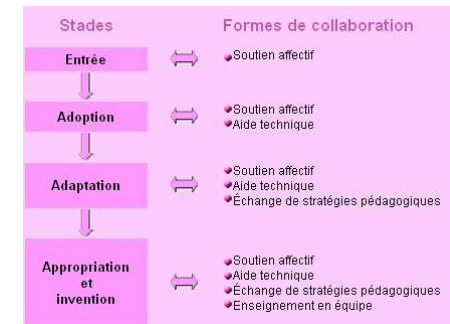 Stades
Formes de collaboration
Entrée
Soutien affectif
Adoption
Soutien affectif
Aide technique
Adaptation
Soutien affectif
Aide technique
Échange de stratégies pédagogiques
Appropriation
et
invention
Soutien affectif
Aide technique
Échange de stratégies pédagogiques
Enseignement en équipe